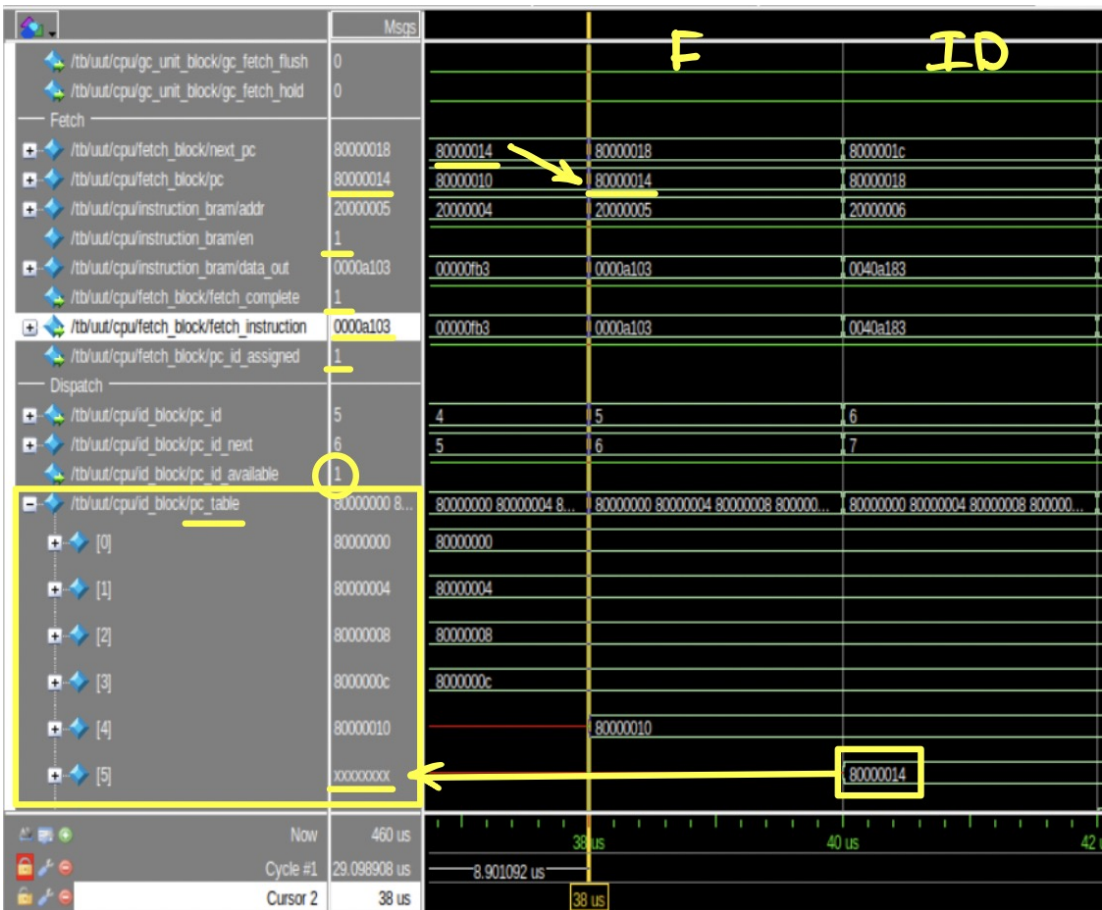 F ID
Msgs
/tb/uut/cpu/gc_unit_block/gc_fetch_flush 0
/tb/uut/cpu/gc_unit_block/gc_fetch_hold 0
Fetch
/tb/uut/cpu/fetch_block/next_pc 80000018 80000014 80000018 8000001c
/tb/uut/cpu/fetch_block/pc 80000014 80000010 80000014 80000018
/tb/uut/cpu/instruction_bram/addr 20000005 20000004 20000005 20000006
/tb/uut/cpu/instruction_bram/en 1
/tb/uut/cpu/instruction_bram/data_out 0000a103 00000fb3 0000a103 0040a183
/tb/uut/cpu/fetch_block/fetch_complete 1
/tb/uut/cpu/fetch_block/fetch_instruction 0000a103 00000fb3 0000a103 0040a183
/tb/uut/cpu/fetch_block/pc_id_assigned 1
Dispatch
/tb/uut/cpu/id_block/pc_id 5 4 5 6
/tb/uut/cpu/id_block/pc_id_next 6 5 6 7
/tb/uut/cpu/id_block/pc_id_available 1
/tb/uut/cpu/id_block/pc_table 80000000 8... 80000000 80000004 8... 80000000 80000004 80000008 800000... 80000000 80000004 80000008 800000...
[0] 80000000 80000000
[1] 80000004 80000004
[2] 80000008 80000008
[3] 8000000c 8000000c
[4] 80000010 80000010
[5] xxxxxxxx 80000014
Now 460 us 38 us 40 us 42
Cycle #1 29.098908 us 8.901092 us
Cursor 2 38 us 38 us